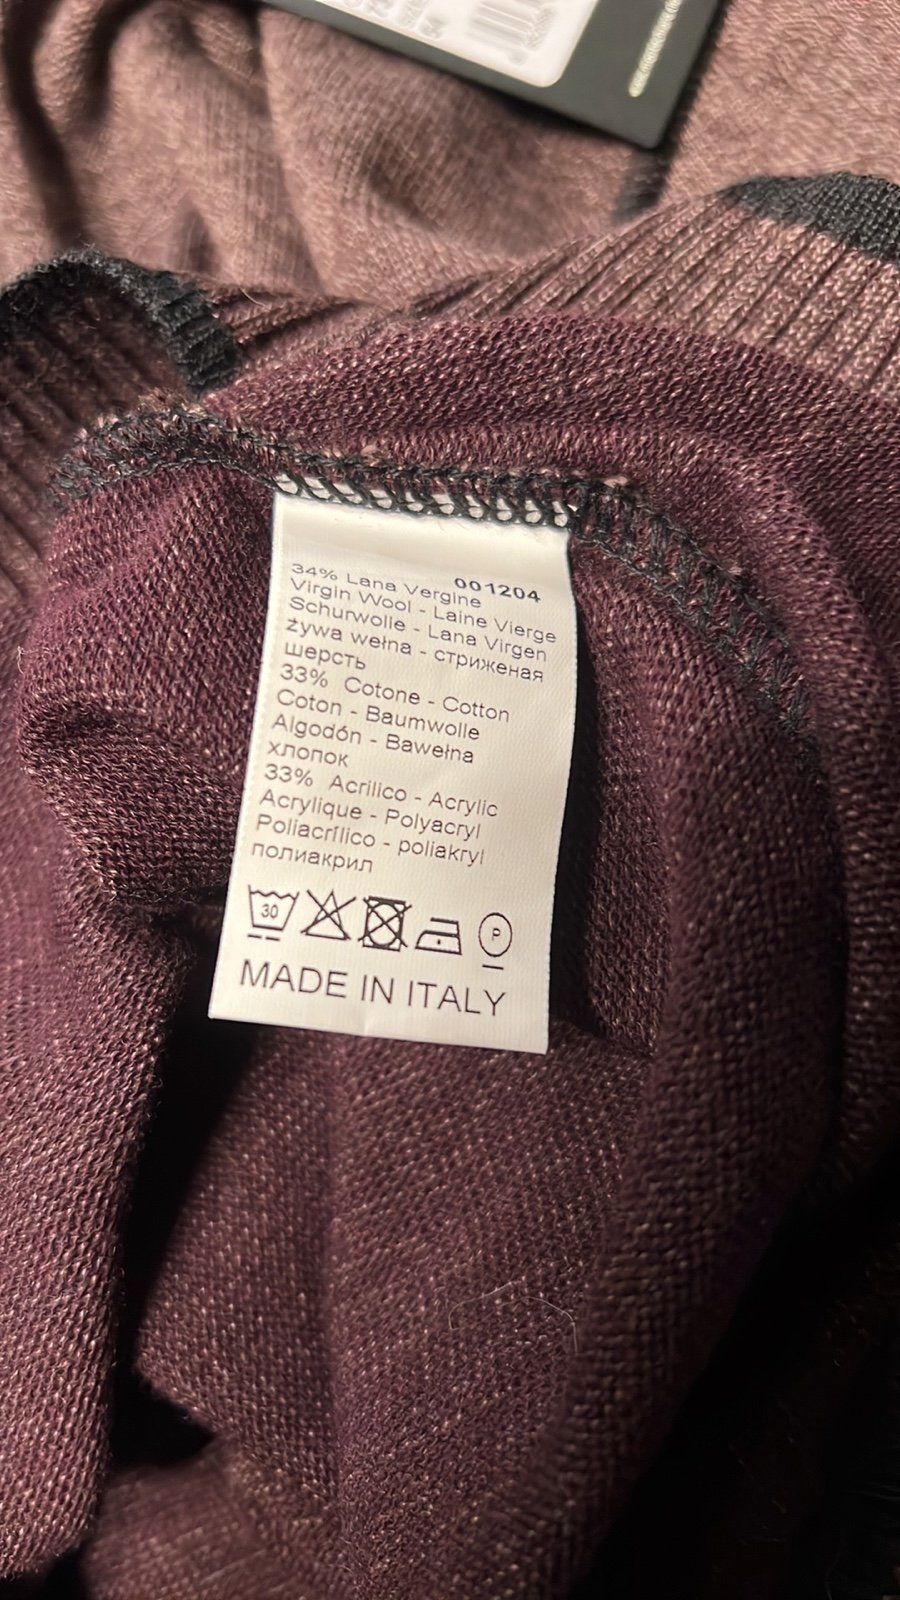 001204
34% Lana Vergine
Virgin Wool - Laine Vierge
Schurwolle - Lana Virgen
żywa wełna - стриженая
шерсть
33% Cotone - Cotton
Coton - Baumwolle
Algodón - Bawełna
хлопок
33% Acrilico - Acrylic
Acrylique - Polyacryl
Poliacrílico - poliakryl
полиакрил
30 P
MADE IN ITALY